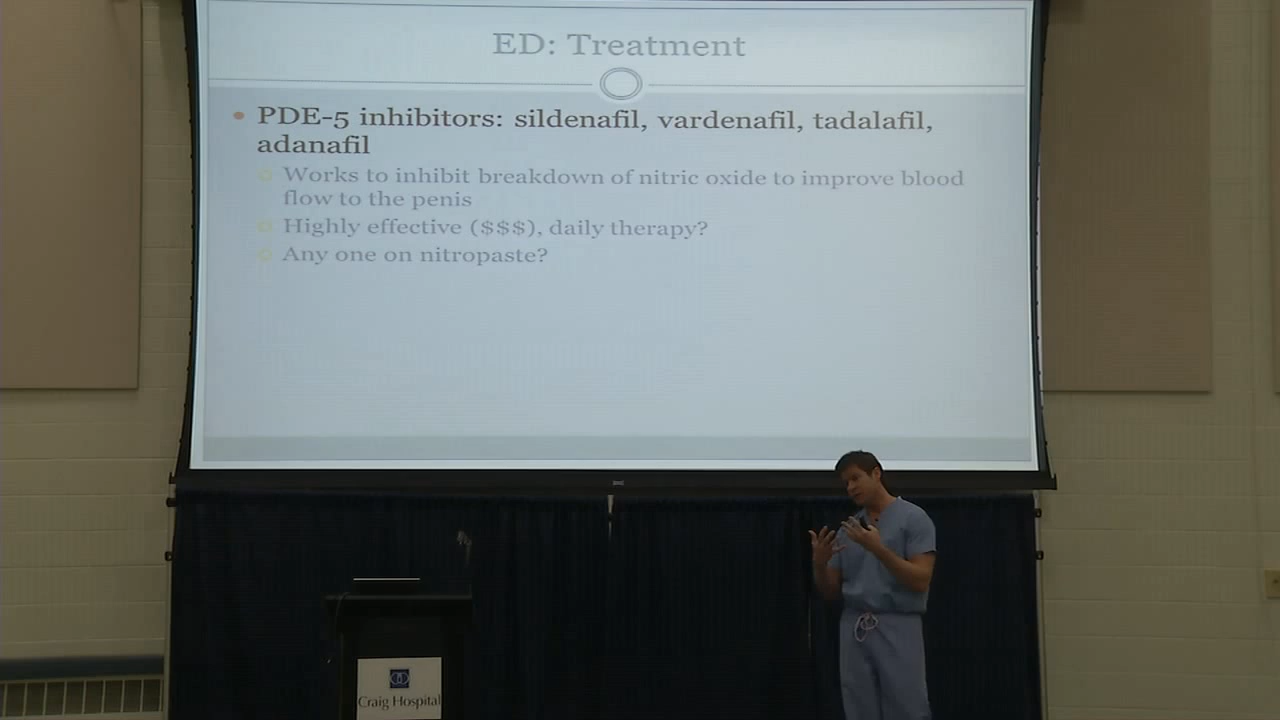 ED: Treatment
PDE-5 inhibitors: sildenafil, vardenafil, tadalafil,
adanafil
Works to inhibit breakdown of nitric oxide to improve blood
flow to the penis
Highly effective ($$$), daily therapy?
Any one on nitropaste?
Craig Hospital